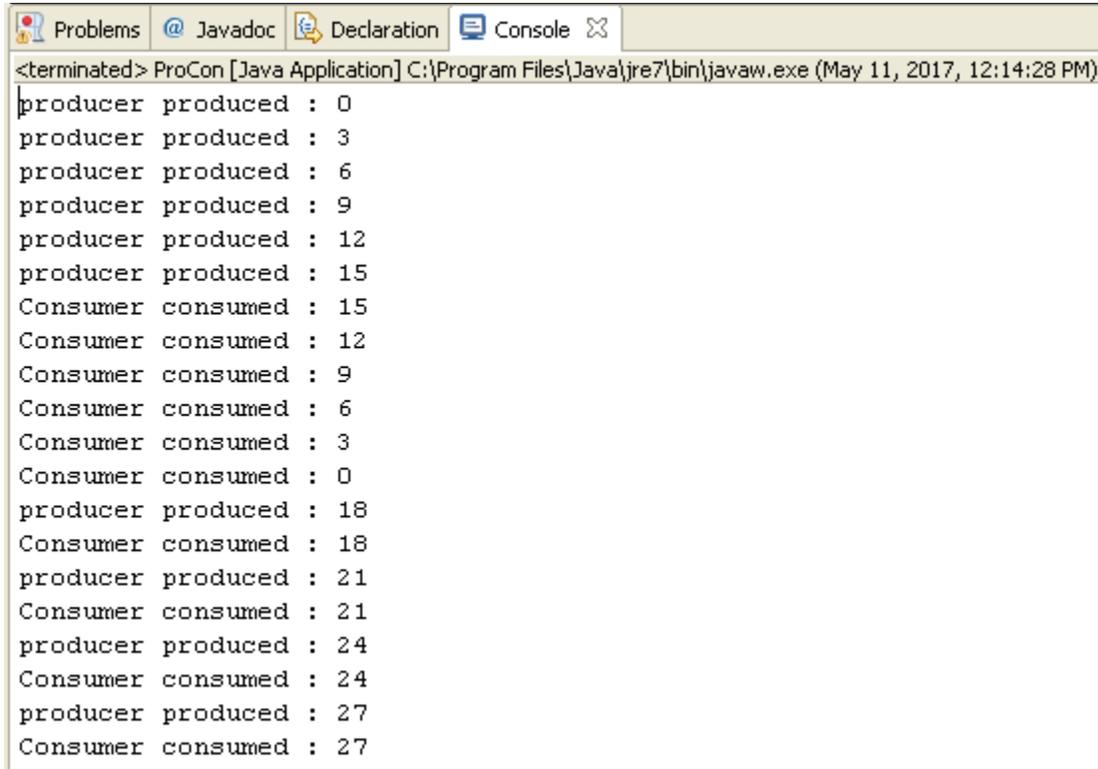 Problems @ Javadoc Declaration Console
<terminated> ProCon [Java Application] C:\Program Files\Java\jre7\bin\javaw.exe (May 11, 2017, 12:14:28 PM)
producer produced : 0
producer produced : 3
producer produced : 6
producer produced : 9
producer produced : 12
producer produced : 15
Consumer consumed : 15
Consumer consumed : 12
Consumer consumed : 9
Consumer consumed : 6
Consumer consumed : 3
Consumer consumed : 0
producer produced : 18
Consumer consumed : 18
producer produced : 21
Consumer consumed : 21
producer produced : 24
Consumer consumed : 24
producer produced : 27
Consumer consumed : 27